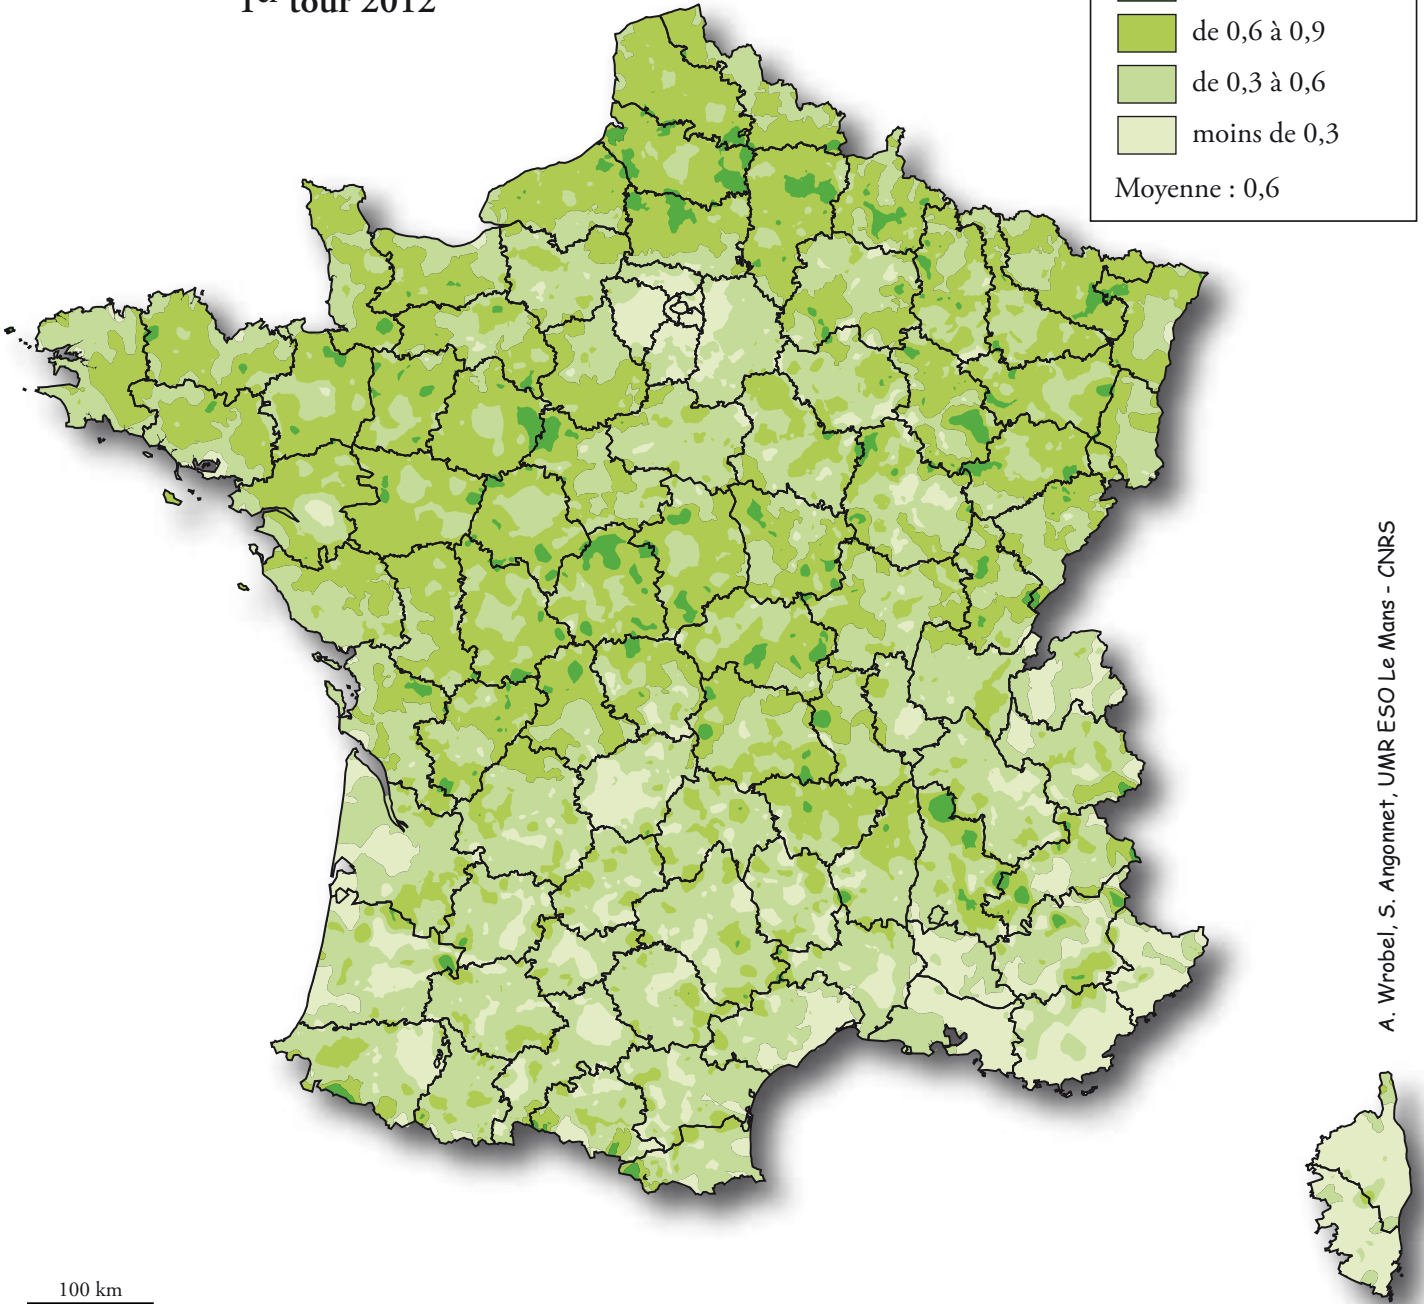 1er tour 2012
de 0,6 à 0,9
de 0,3 à 0,6
moins de 0,3
Moyenne : 0,6
A. Wrobel, S. Angonnet, UMR ESO Le Mans - CNRS
100 km